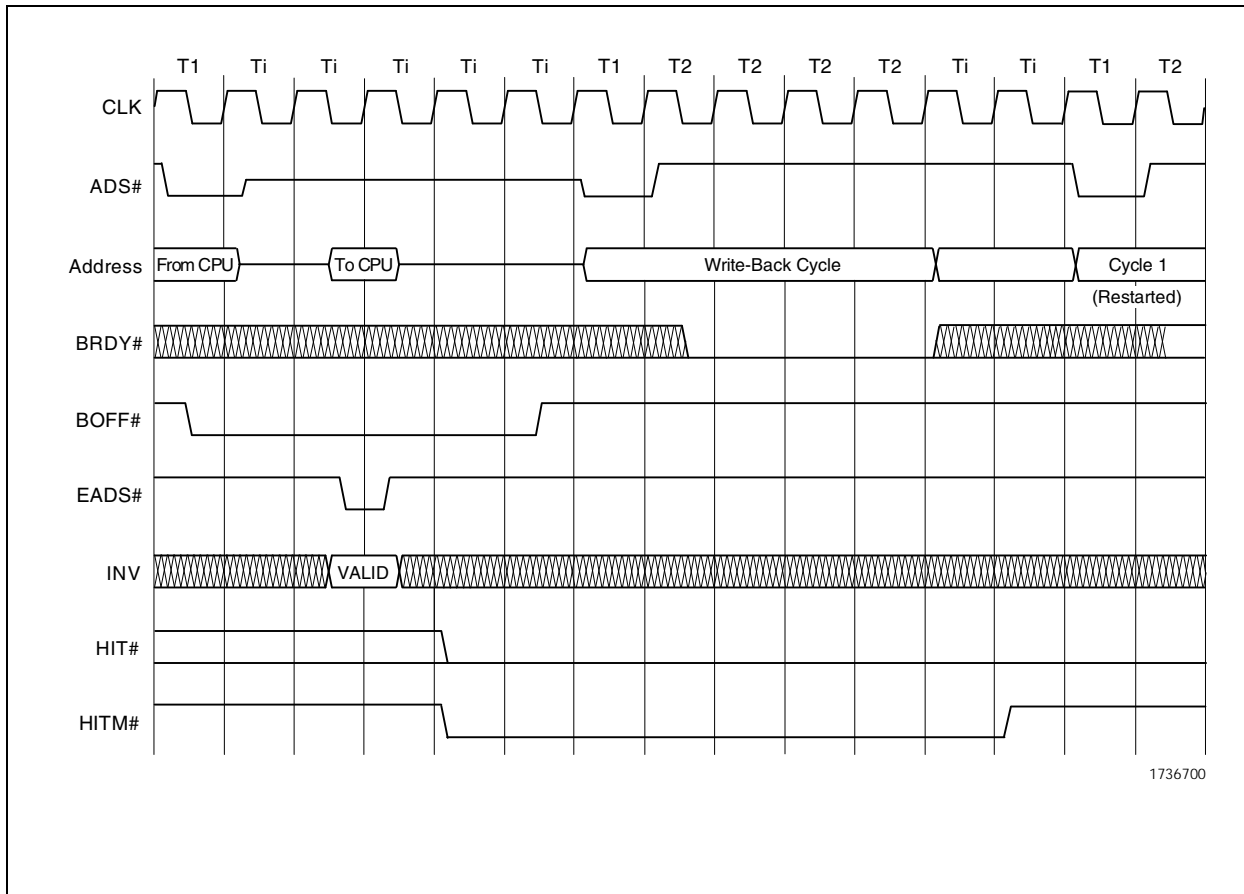 T1 Ti Ti Ti Ti Ti T1 T2 T2 T2 T2 Ti Ti T1 T2
CLK
ADS#
Address From CPU To CPU Write-Back Cycle Cycle 1
(Restarted)
BRDY#
BOFF#
EADS#
INV VALID
HIT#
HITM#
1736700